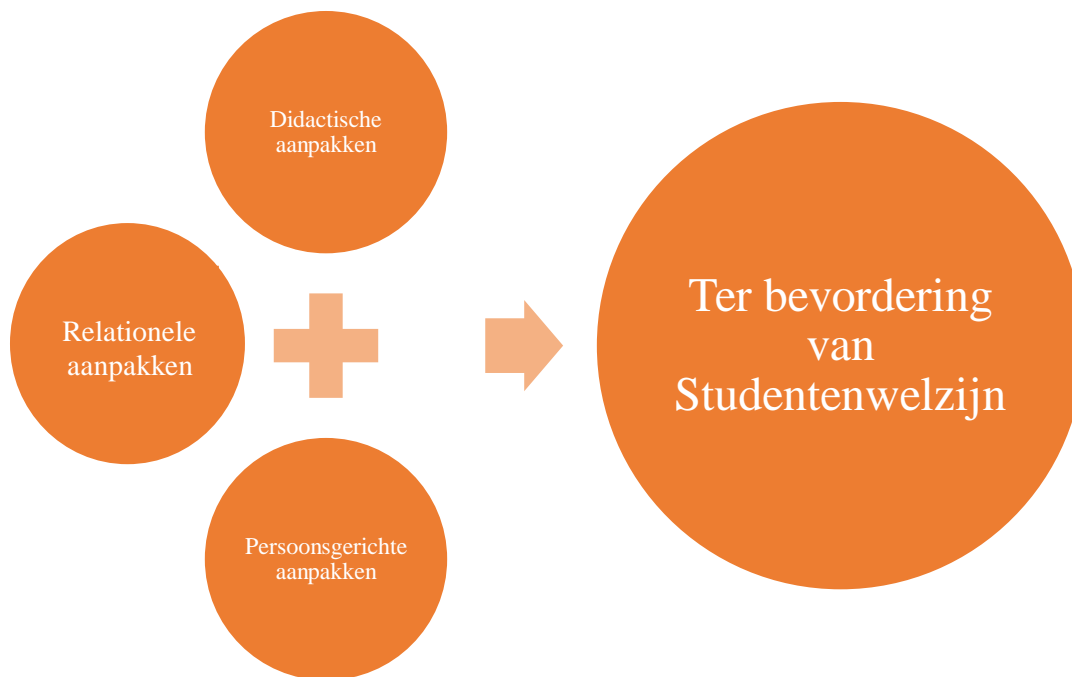 Didactische
aanpakken
Relationele
aanpakken
Persoonsgerichte
aanpakken
Ter bevordering
van
Studentenwelzijn